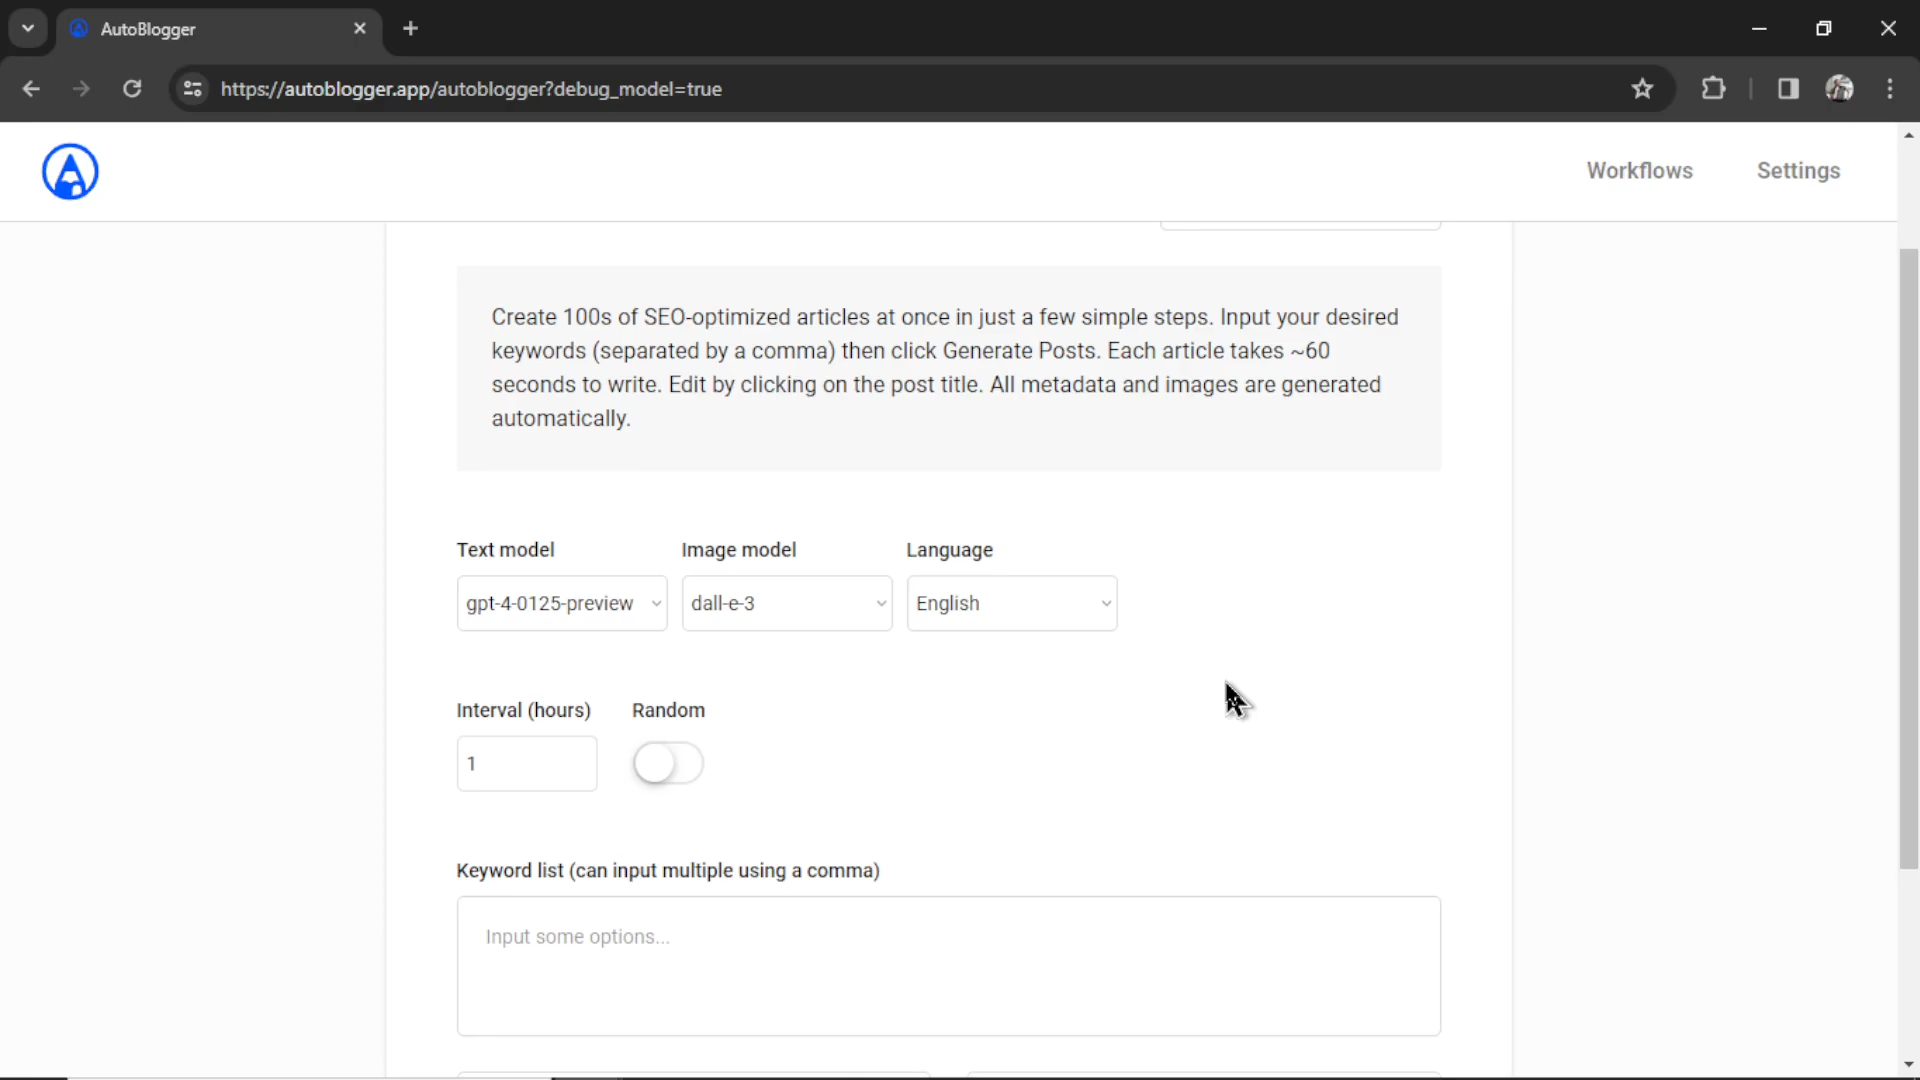 AutoBlogger
https://autoblogger.app/autoblogger?debug_model=true
Workflows Settings
Create 100s of SEO-optimized articles at once in just a few simple steps. Input your desired
keywords (separated by a comma) then click Generate Posts. Each article takes ~60
seconds to write. Edit by clicking on the post title. All metadata and images are generated
automatically.
Text model Image model Language
gpt-4-0125-preview dall-e-3 English
Interval (hours) Random
1
Keyword list (can input multiple using a comma)
Input some options...